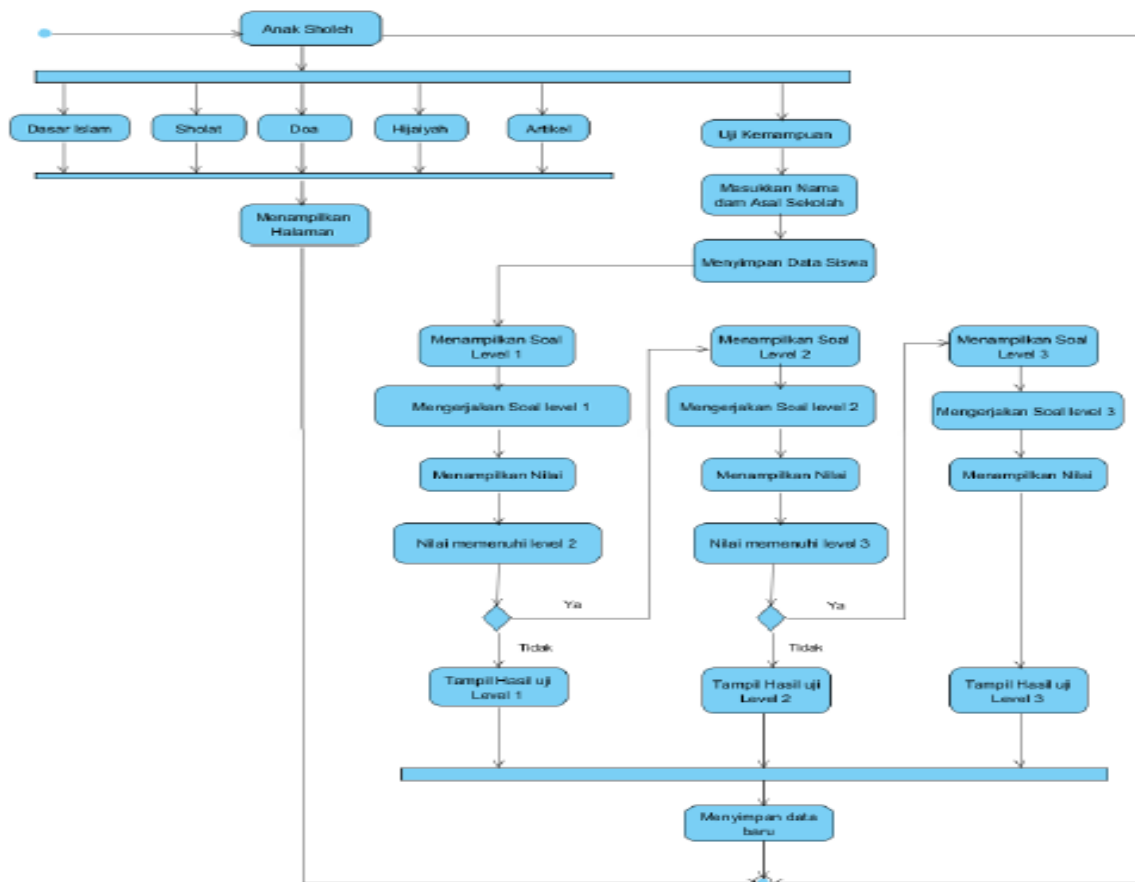 Anak Sholeh
Dasar Islam
Sholat
Doa
Hijaiyah
Artikel
Uji Kemampuan
Masukkan Nama
dam Asal Sekolah
Menampilkan
Halaman
Menyimpan Data Siswa
Menampilkan Soal
Level 1
Menampilkan Soal
Level 2
Menampilkan Soal
Level 3
Mengerjakan Soal level 1
Mengerjakan Soal level 2
Mengerjakan Soal level 3
Menampilkan Nilai
Menampilkan Nilai
Menampilkan Nilai
Nilai memenuhi level 2
Nilai memenuhi level 3
Ya
Ya
Tidak
Tidak
Tampil Hasil uji
Level 1
Tampil Hasil uji
Level 2
Tampil Hasil uji
Level 3
Menyimpan data
baru